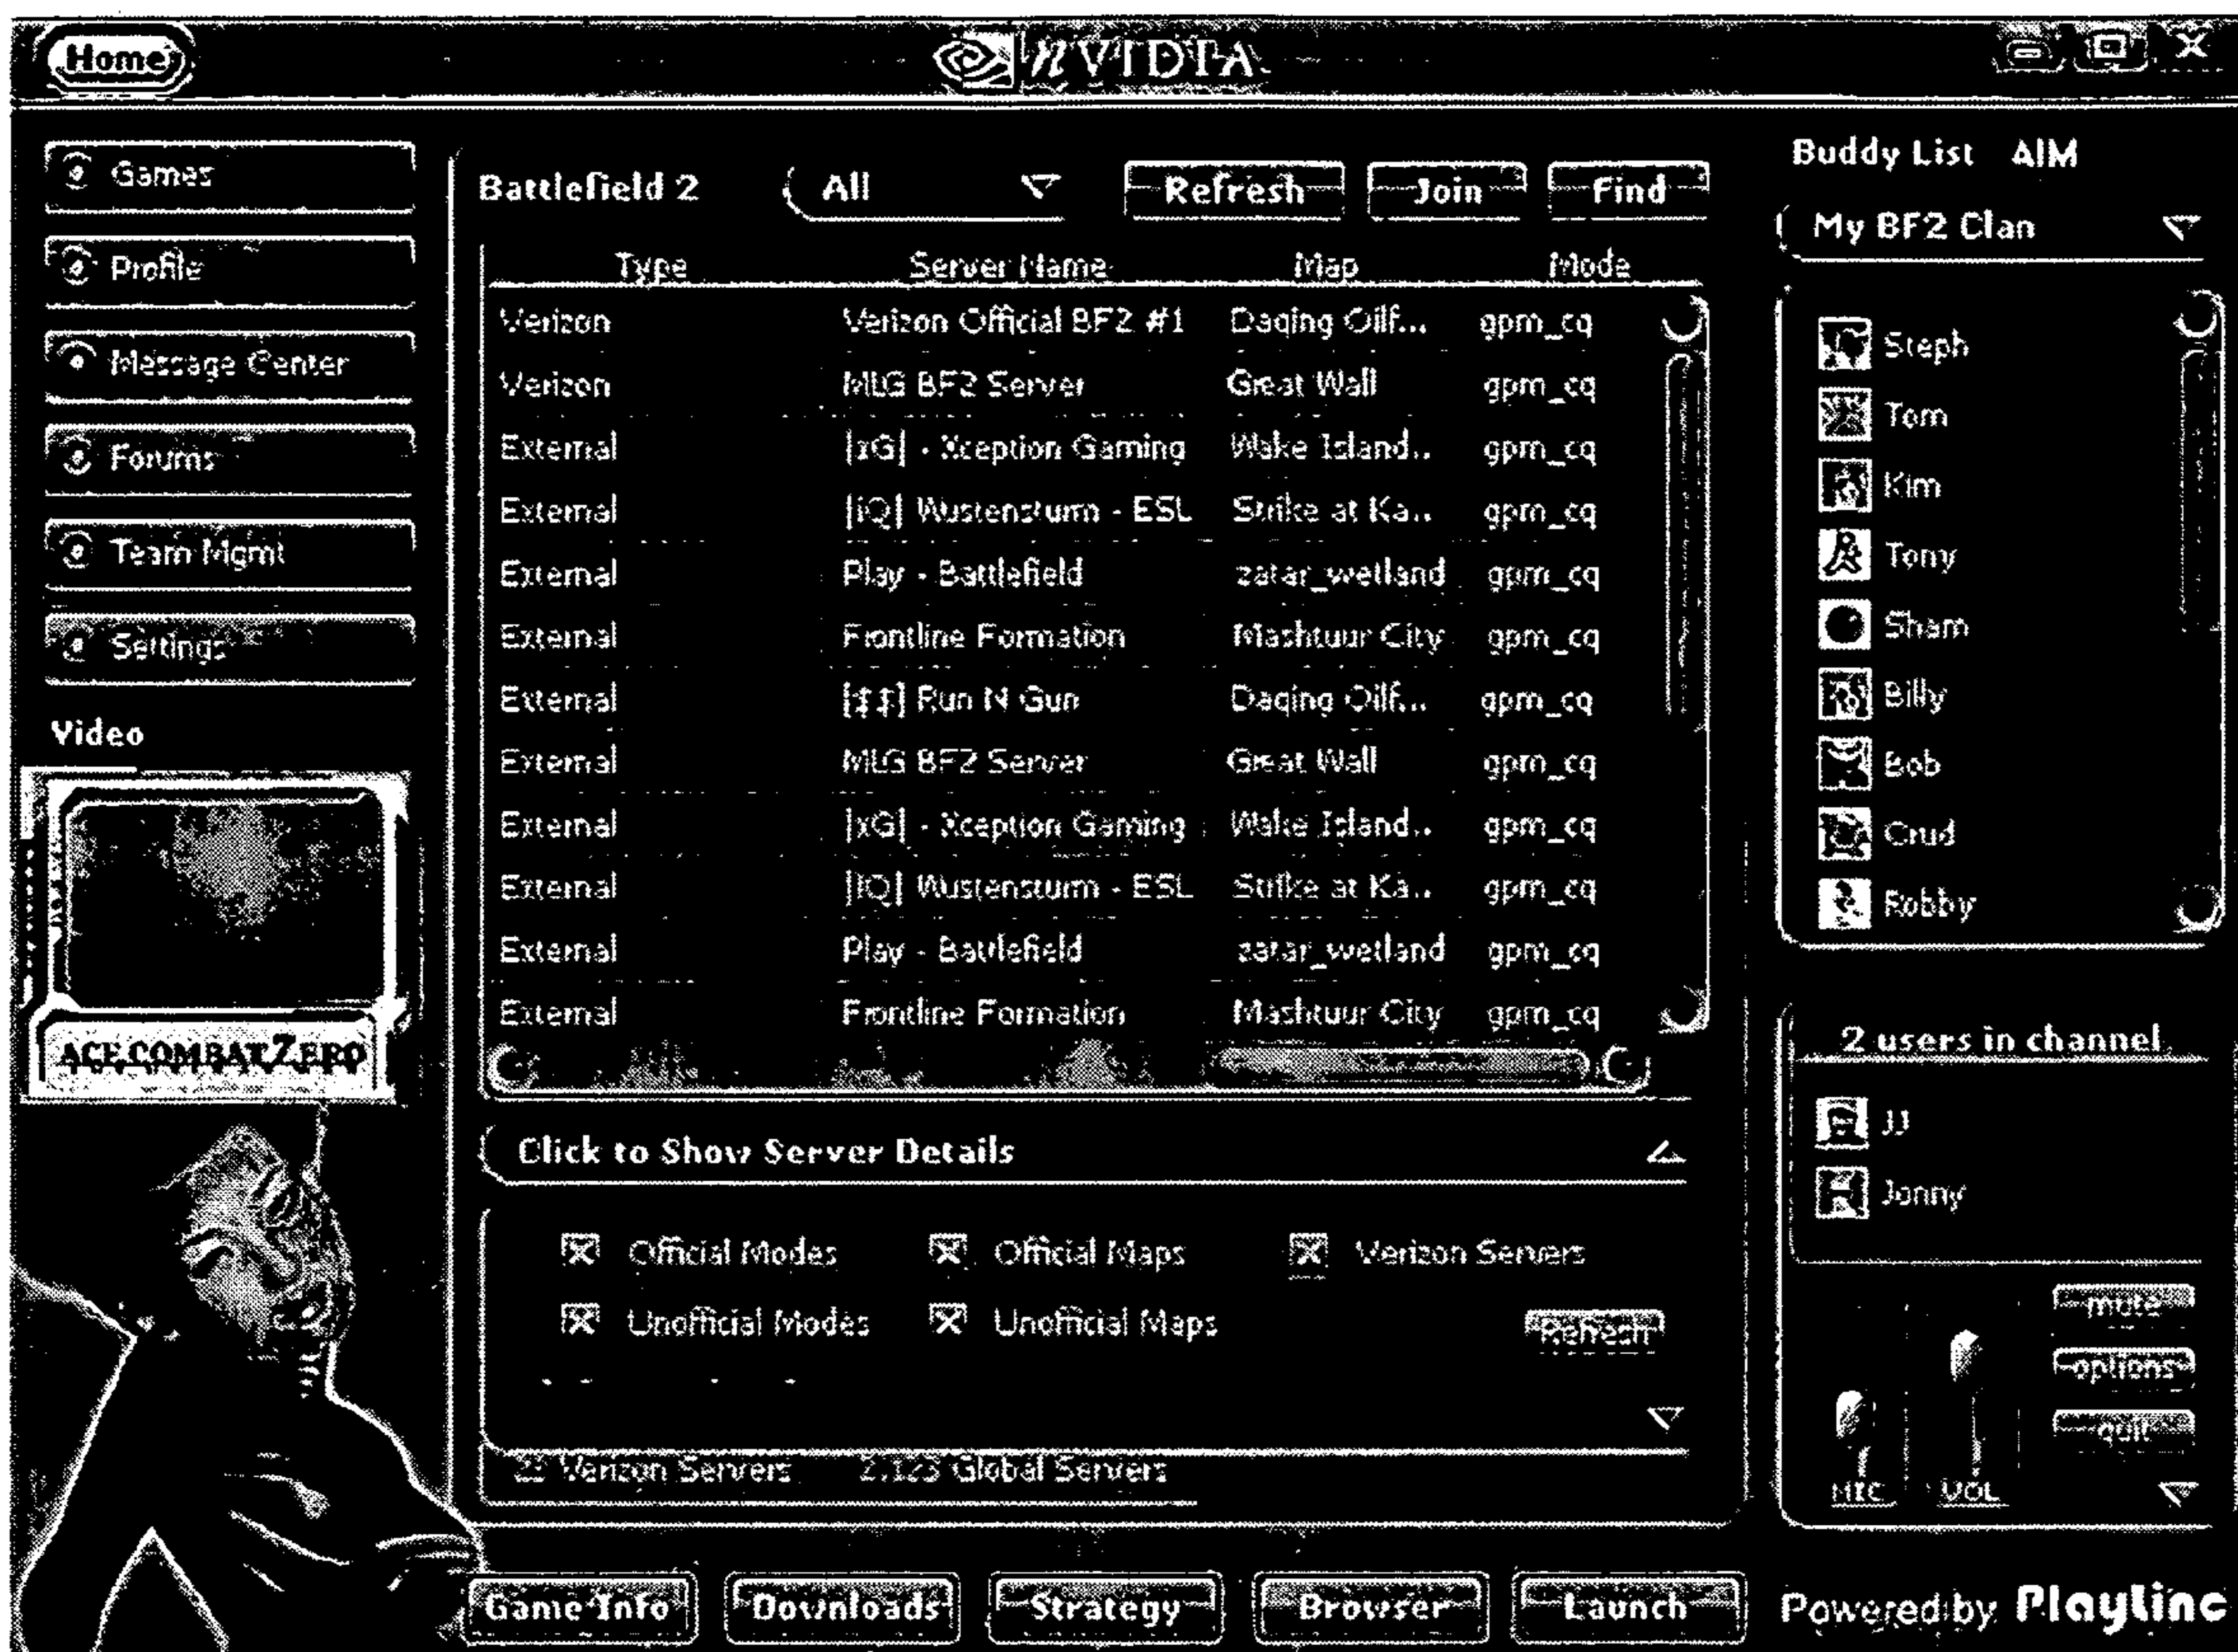 Home
NVIDIA
Games
Profile
Message Center
Forums
Team Mgmt
Settings
Video
ACE COMBAT ZERO
Battlefield 2 All Refresh Join Find
Type Server Name Map Mode
Verizon Verizon Official BF2 #1 Daqing Oilf... gpm_cq
Verizon MLG BF2 Server Great Wall gpm_cq
External |xG| - Xception Gaming Wake Island.. gpm_cq
External |iQ| Wustensturm - ESL Strike at Ka.. gpm_cq
External Play - Battlefield zatar_wetland gpm_cq
External Frontline Formation Mashtuur City gpm_cq
External [$$] Run N Gun Daqing Oilf... gpm_cq
External MLG BF2 Server Great Wall gpm_cq
External |xG| - Xception Gaming Wake Island.. gpm_cq
External |iQ| Wustensturm - ESL Strike at Ka.. gpm_cq
External Play - Battlefield zatar_wetland gpm_cq
External Frontline Formation Mashtuur City gpm_cq
Click to Show Server Details
Official Modes Official Maps Verizon Servers
Unofficial Modes Unofficial Maps Refresh
Verizon Servers 2,123 Global Servers
Buddy List AIM
My BF2 Clan
Steph
Tom
Kim
Tony
Sham
Billy
Bob
Crud
Robby
2 users in channel
JJ
Jonny
mute
options
quit
MIC VOL
Game Info Downloads Strategy Browser Launch
Powered by PlayLinc